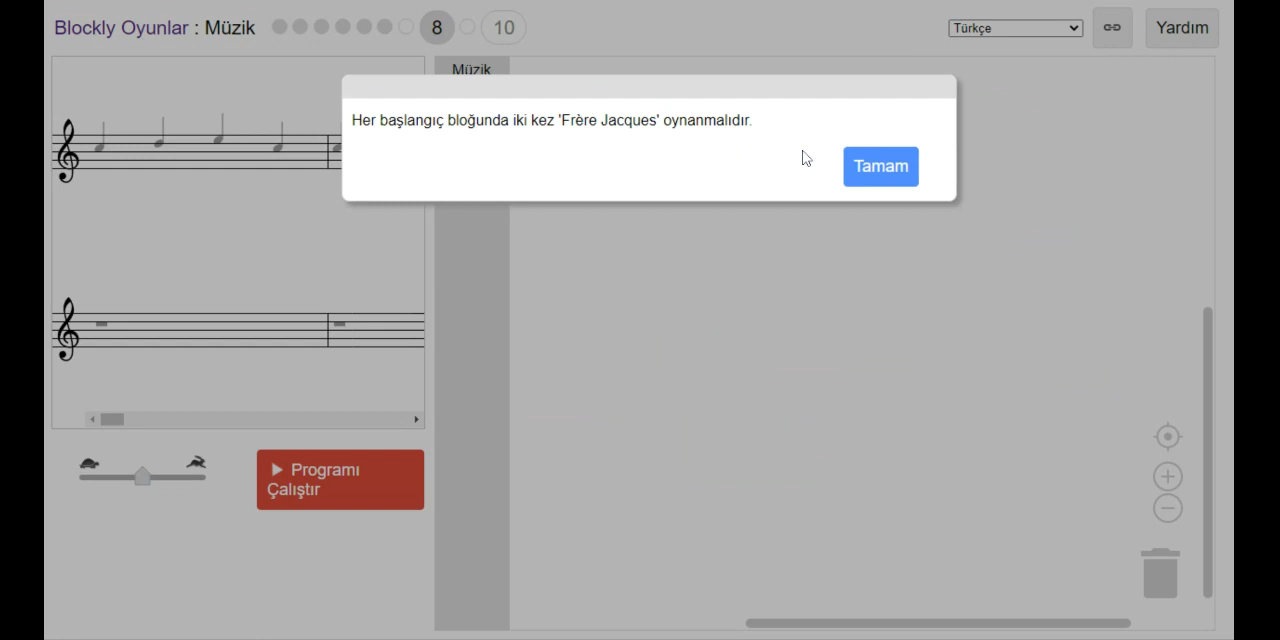 Blockly Oyunlar : Müzik
8
10
Türkçe
Yardım
Müzik
Her başlangıç bloğunda iki kez 'Frère Jacques' oynanmalıdır.
Tamam
Programı
Çalıştır